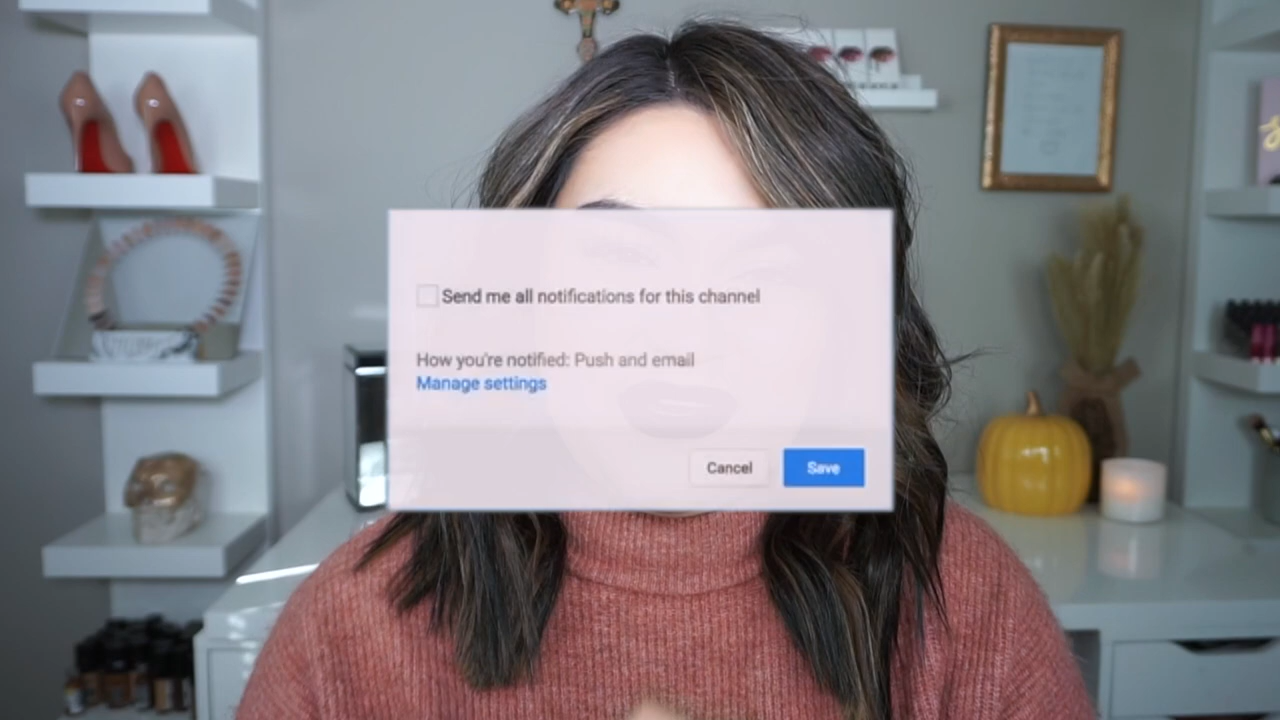 Send me all notifications for this channel
How you're notified: Push and email
Manage settings
Cancel
Save